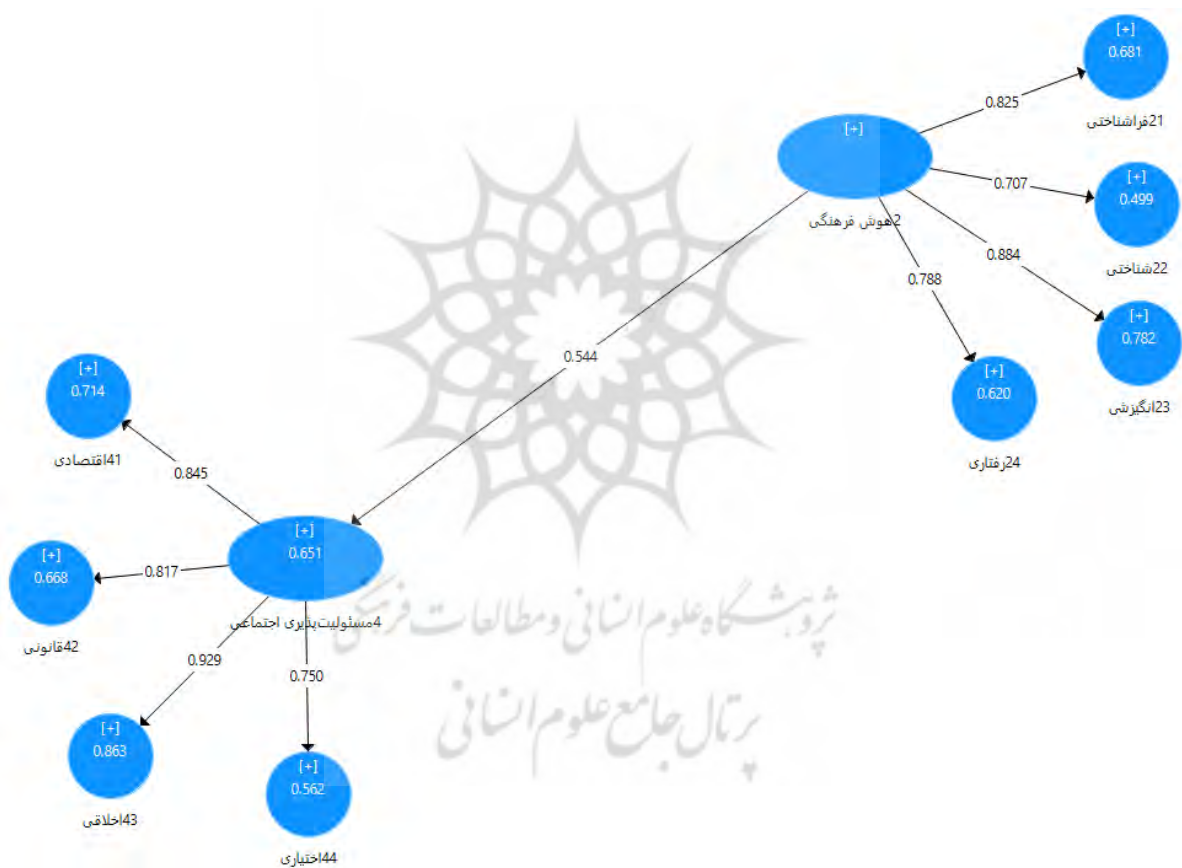 [+]
0.681
21فراشناختی
0.825
[+]
2هوش فرهنگی
0.707
[+]
0.499
22شناختی
0.884
[+]
0.782
23انگیزشی
0.788
[+]
0.620
24رفتاری
0.544
[+]
0.714
41اقتصادی
0.845
[+]
0.651
4مسئولیت‌پذیری اجتماعی
0.817
[+]
0.668
42قانونی
0.929
[+]
0.863
43اخلاقی
0.750
[+]
0.562
44اختیاری
پژوهشگاه علوم انسانی و مطالعات فرهنگی
پرتال جامع علوم انسانی